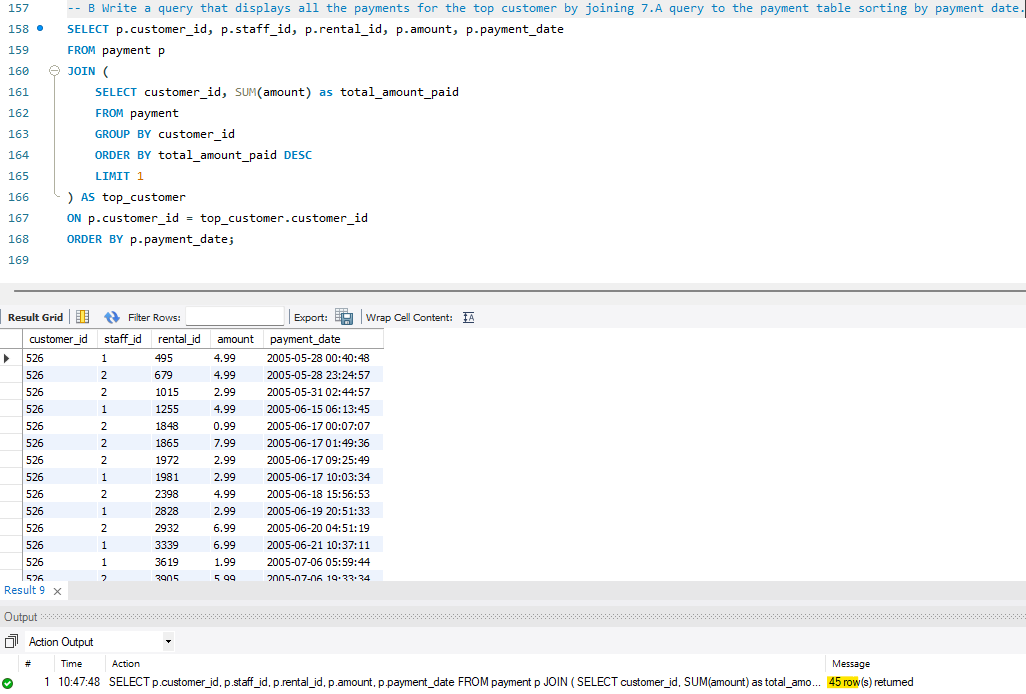 157 -- B Write a query that displays all the payments for the top customer by joining 7.A query to the payment table sorting by payment date.
158 SELECT p.customer_id, p.staff_id, p.rental_id, p.amount, p.payment_date
159 FROM payment p
160 JOIN (
161 SELECT customer_id, SUM(amount) as total_amount_paid
162 FROM payment
163 GROUP BY customer_id
164 ORDER BY total_amount_paid DESC
165 LIMIT 1
166 ) AS top_customer
167 ON p.customer_id = top_customer.customer_id
168 ORDER BY p.payment_date;
169
Result Grid Filter Rows: Export: Wrap Cell Content:
customer_id staff_id rental_id amount payment_date
526 1 495 4.99 2005-05-28 00:40:48
526 2 679 4.99 2005-05-28 23:24:57
526 2 1015 2.99 2005-05-31 02:44:57
526 1 1255 4.99 2005-06-15 06:13:45
526 2 1848 0.99 2005-06-17 00:07:07
526 2 1865 7.99 2005-06-17 01:49:36
526 2 1972 2.99 2005-06-17 09:25:49
526 1 1981 2.99 2005-06-17 10:03:34
526 2 2398 4.99 2005-06-18 15:56:53
526 1 2828 2.99 2005-06-19 20:51:33
526 2 2932 6.99 2005-06-20 04:51:19
526 1 3339 6.99 2005-06-21 10:37:11
526 1 3619 1.99 2005-07-06 05:59:44
526 2 3905 5.99 2005-07-06 19:33:34
Result 9
Output
Action Output
# Time Action Message
1 10:47:48 SELECT p.customer_id, p.staff_id, p.rental_id, p.amount, p.payment_date FROM payment p JOIN ( SELECT customer_id, SUM(amount) as total_amo... 45 row(s) returned